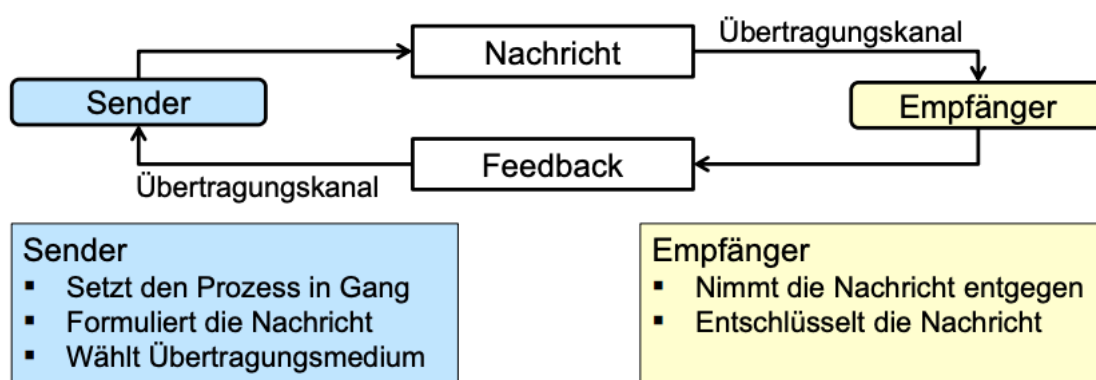 Nachricht
Übertragungskanal
Sender
Empfänger
Feedback
Übertragungskanal
Sender
▪ Setzt den Prozess in Gang
▪ Formuliert die Nachricht
▪ Wählt Übertragungsmedium
Empfänger
▪ Nimmt die Nachricht entgegen
▪ Entschlüsselt die Nachricht